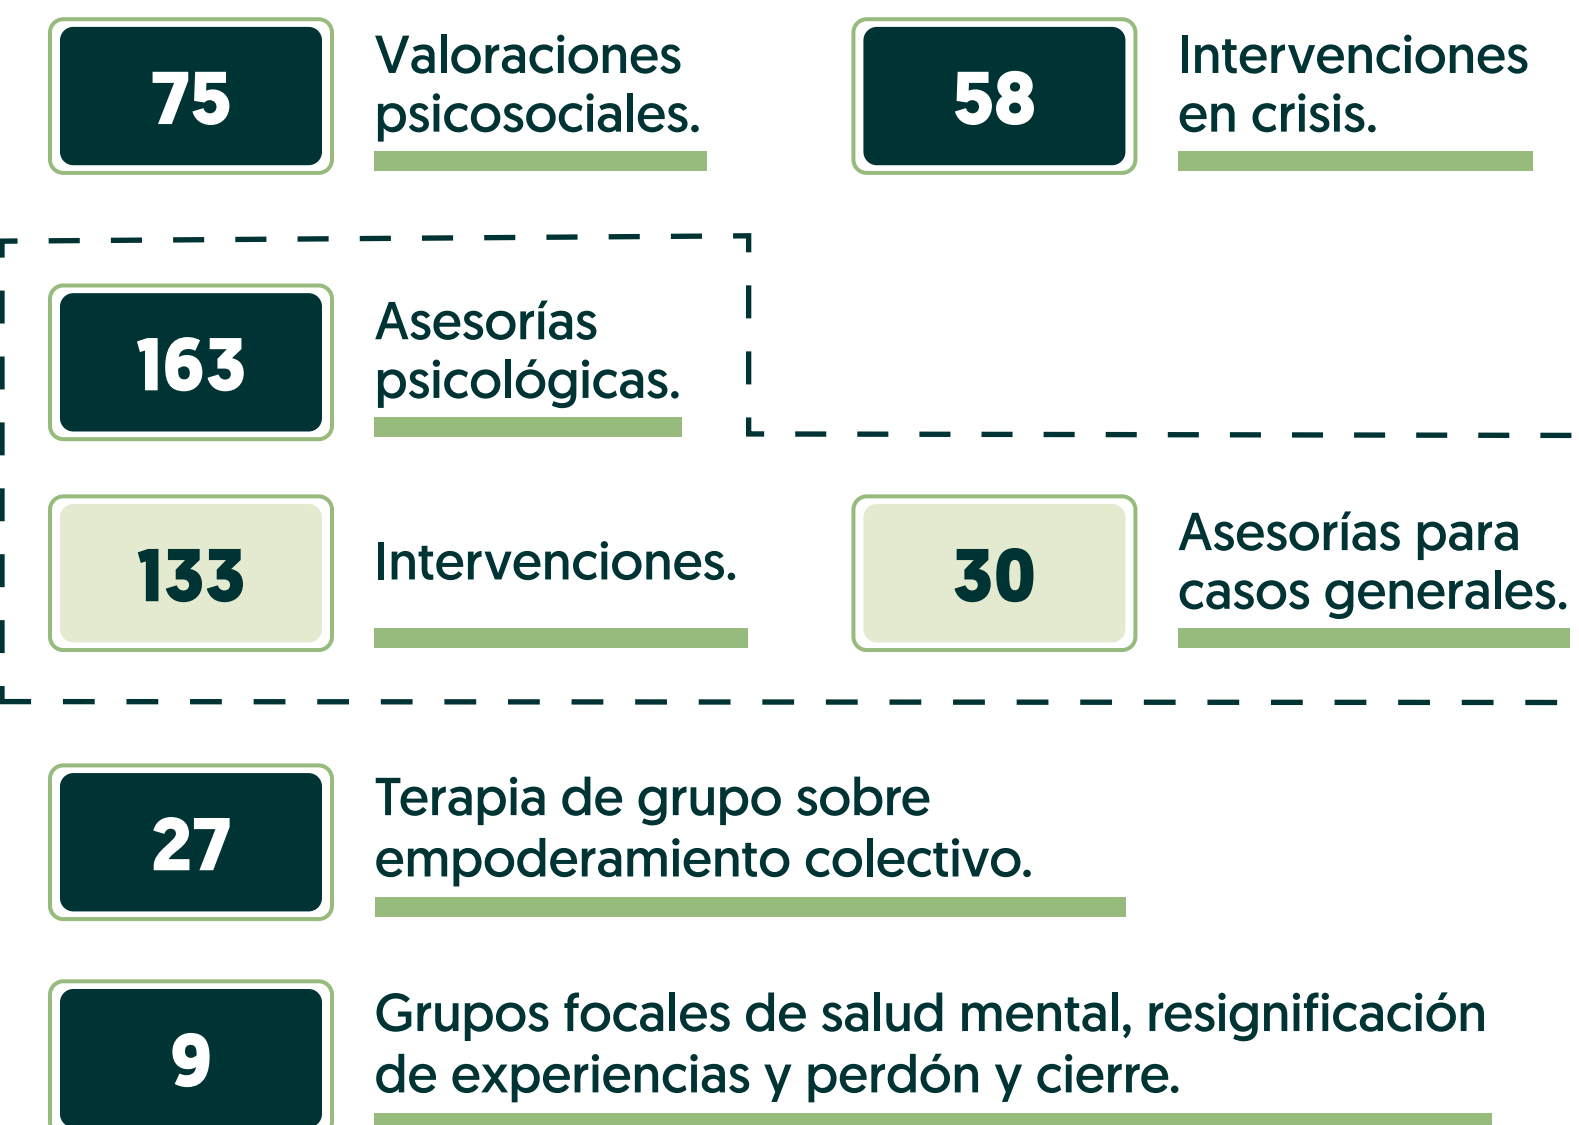 75
Valoraciones
psicosociales.
58
Intervenciones
en crisis.
163
Asesorías
psicológicas.
133
Intervenciones.
30
Asesorías para
casos generales.
27
Terapia de grupo sobre
empoderamiento colectivo.
9
Grupos focales de salud mental, resignificación
de experiencias y perdón y cierre.